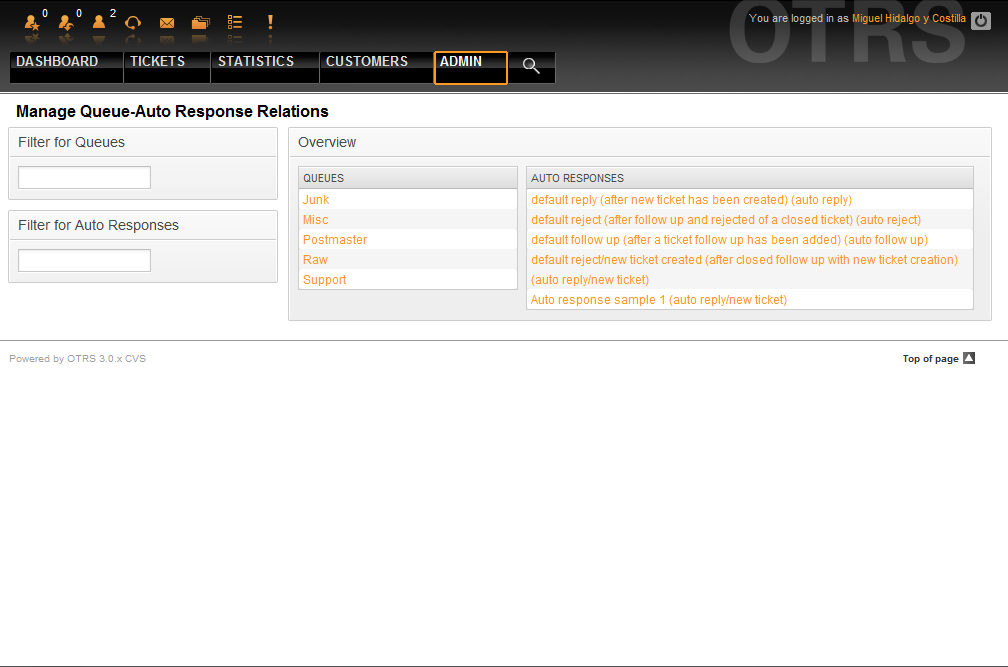 0 0 2
OTRS
You are logged in as Miguel Hidalgo y Costilla
DASHBOARD TICKETS STATISTICS CUSTOMERS ADMIN
Manage Queue-Auto Response Relations
Filter for Queues
Filter for Auto Responses
Overview
QUEUES
Junk
Misc
Postmaster
Raw
Support
AUTO RESPONSES
default reply (after new ticket has been created) (auto reply)
default reject (after follow up and rejected of a closed ticket) (auto reject)
default follow up (after a ticket follow up has been added) (auto follow up)
default reject/new ticket created (after closed follow up with new ticket creation)
(auto reply/new ticket)
Auto response sample 1 (auto reply/new ticket)
Powered by OTRS 3.0.x CVS
Top of page